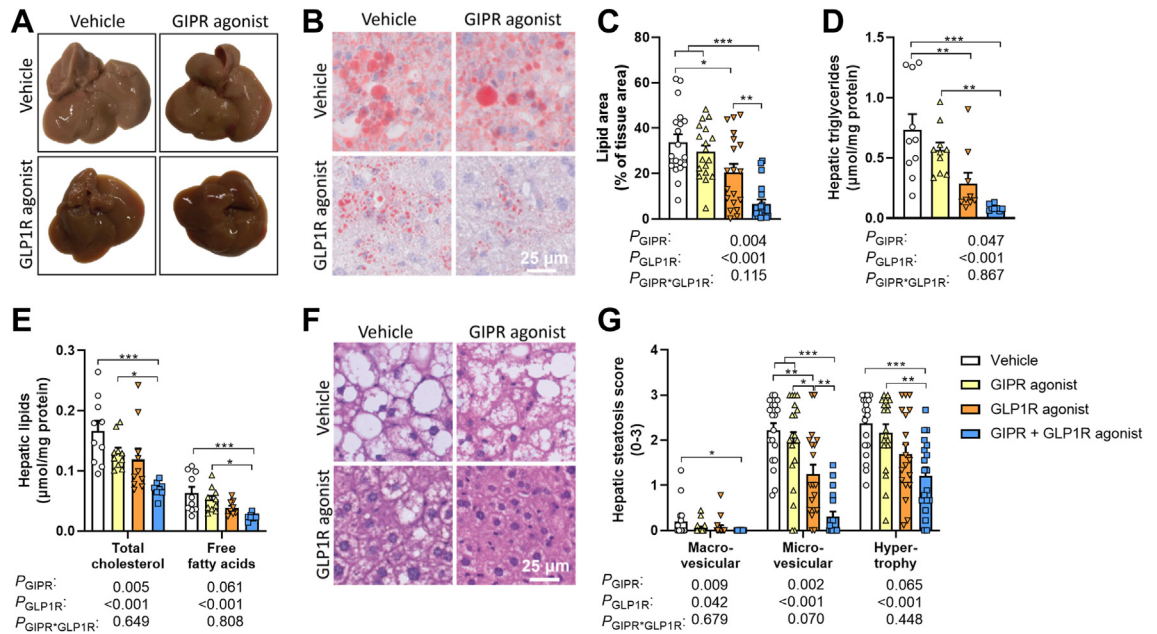 A
Vehicle
GIPR agonist
Vehicle
GLP1R agonist
B
Vehicle
GIPR agonist
Vehicle
GLP1R agonist
25 µm
C
Lipid area
(% of tissue area)
80
60
40
20
0
***
*
**
PGIPR: 0.004
PGLP1R: <0.001
PGIPR*GLP1R: 0.115
D
Hepatic triglycerides
(µmol/mg protein)
1.5
1.0
0.5
0.0
***
**
**
PGIPR: 0.047
PGLP1R: <0.001
PGIPR*GLP1R: 0.867
E
Hepatic lipids
(µmol/mg protein)
0.3
0.2
0.1
0.0
***
*
***
*
Total
cholesterol
Free
fatty acids
PGIPR: 0.005 0.061
PGLP1R: <0.001 <0.001
PGIPR*GLP1R: 0.649 0.808
F
Vehicle
GIPR agonist
Vehicle
GLP1R agonist
25 µm
G
Hepatic steatosis score
(0-3)
4
3
2
1
0
*
***
**
* **
***
**
Macro-
vesicular
Micro-
vesicular
Hyper-
trophy
PGIPR: 0.009 0.002 0.065
PGLP1R: 0.042 <0.001 <0.001
PGIPR*GLP1R: 0.679 0.070 0.448
Vehicle
GIPR agonist
GLP1R agonist
GIPR + GLP1R agonist